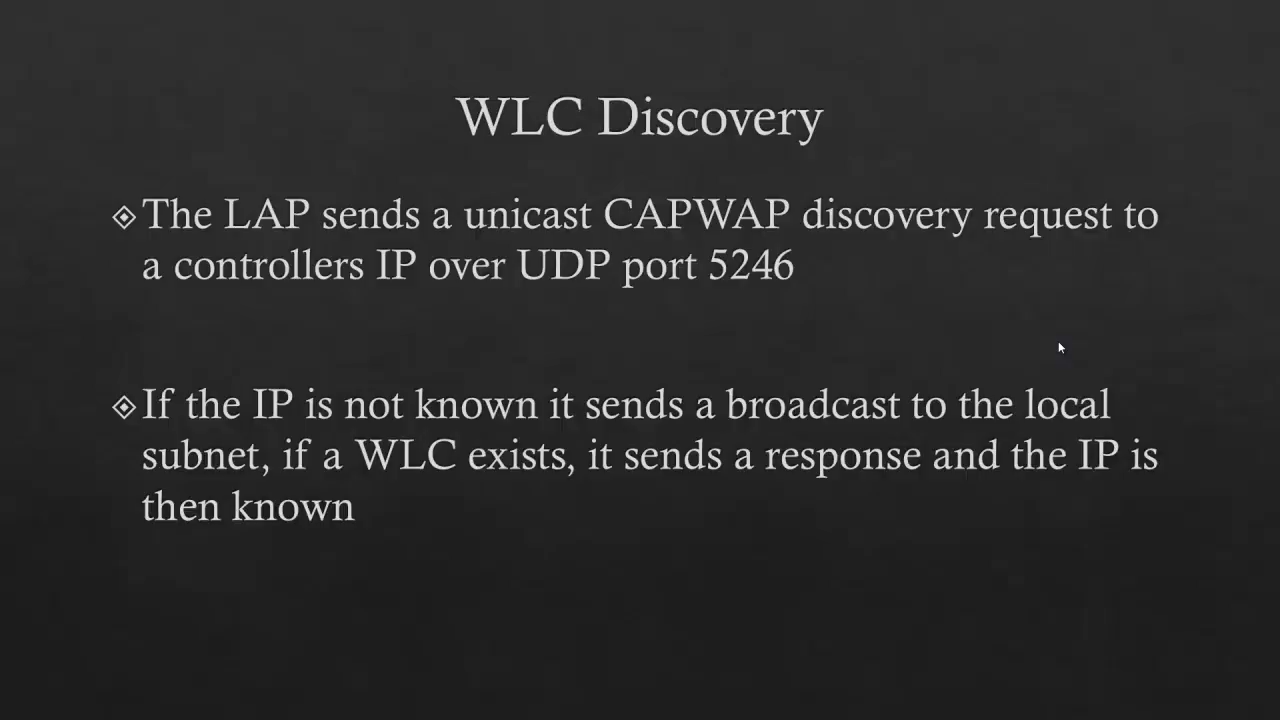 WLC Discovery
The LAP sends a unicast CAPWAP discovery request to
a controllers IP over UDP port 5246
If the IP is not known it sends a broadcast to the local
subnet, if a WLC exists, it sends a response and the IP is
then known